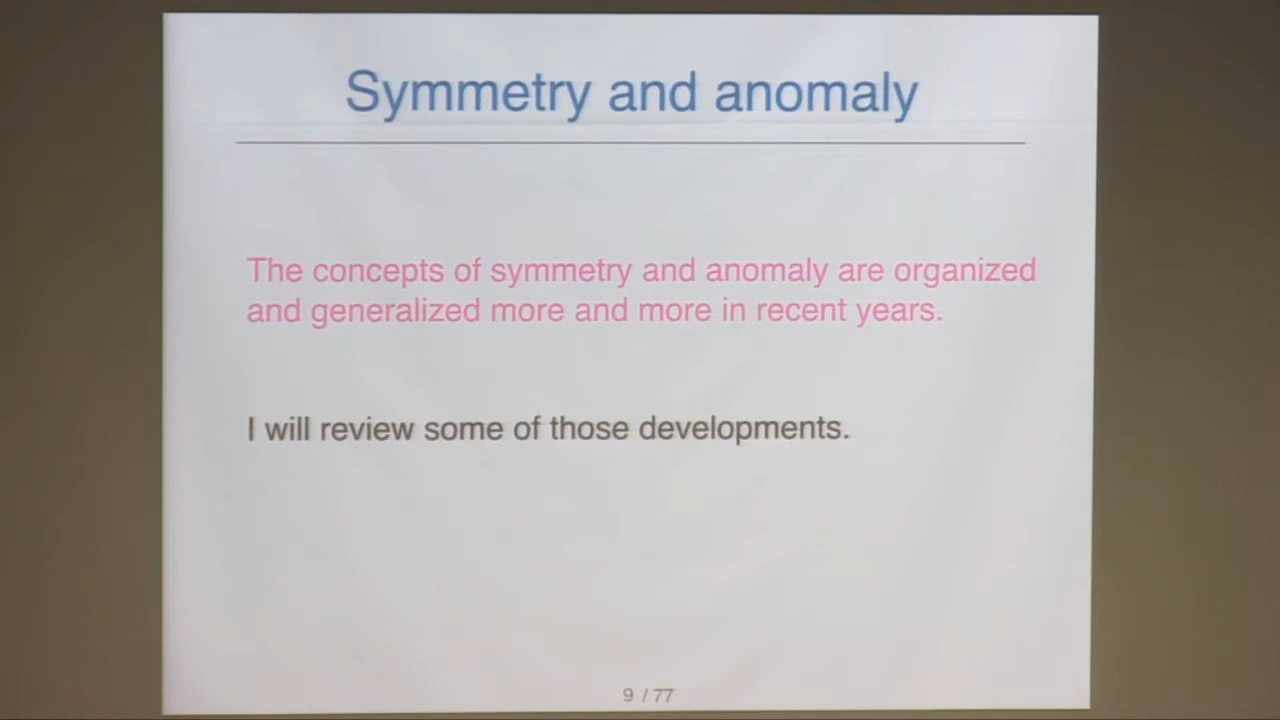 Symmetry and anomaly
The concepts of symmetry and anomaly are organized
and generalized more and more in recent years.
I will review some of those developments.
9 / 77